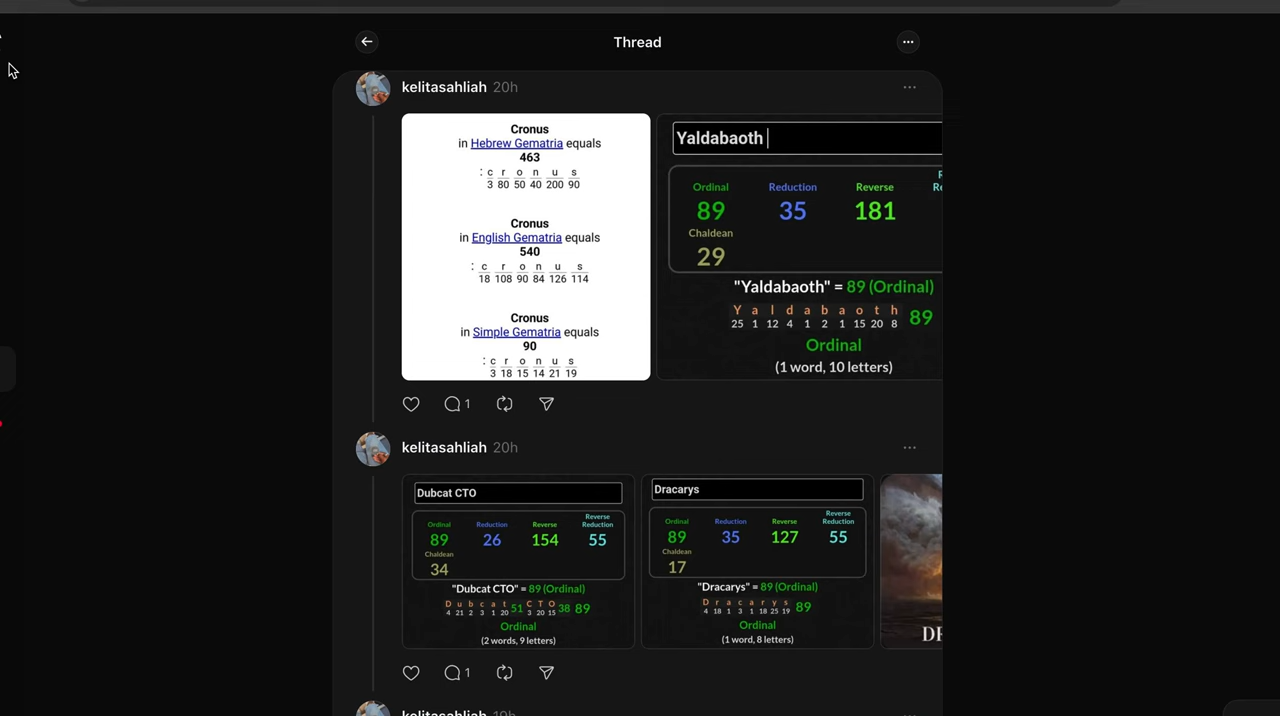 Thread
kelitasahliah 20h
Cronus
in Hebrew Gematria equals
463
: c r o n u s
3 80 50 40 200 90
Cronus
in English Gematria equals
540
: c r o n u s
18 108 90 84 126 114
Cronus
in Simple Gematria equals
90
: c r o n u s
3 18 15 14 21 19
Yaldabaoth
Ordinal Reduction Reverse
89 35 181
Chaldean
29
"Yaldabaoth" = 89 (Ordinal)
Y a l d a b a o t h
25 1 12 4 1 2 1 15 20 8 89
Ordinal
(1 word, 10 letters)
1
kelitasahliah 20h
Dubcat CTO
Ordinal Reduction Reverse Reverse Reduction
89 26 154 55
Chaldean
34
"Dubcat CTO" = 89 (Ordinal)
D u b c a t C T O
4 21 2 3 1 20 51 3 20 15 38 89
Ordinal
(2 words, 9 letters)
Dracarys
Ordinal Reduction Reverse Reverse Reduction
89 35 127 55
Chaldean
17
"Dracarys" = 89 (Ordinal)
D r a c a r y s
4 18 1 3 1 18 25 19 89
Ordinal
(1 word, 8 letters)
1
kelitasahliah 19h